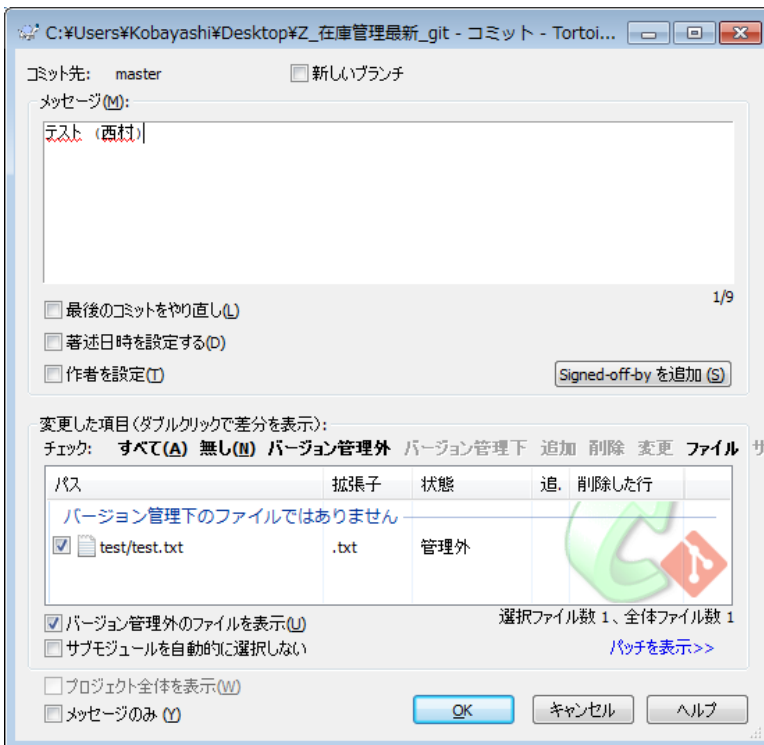 C:¥Users¥Kobayashi¥Desktop¥Z_在庫管理最新_git - コミット - Tortoi...
コミット先: master 新しいブランチ
メッセージ(M):
テスト (西村)
1/9
最後のコミットをやり直し(L)
著述日時を設定する(D)
作者を設定(T) Signed-off-by を追加 (S)
変更した項目(ダブルクリックで差分を表示):
チェック: すべて(A) 無し(N) バージョン管理外 バージョン管理下 追加 削除 変更 ファイル サ
パス 拡張子 状態 追. 削除した行
バージョン管理下のファイルではありません
test/test.txt .txt 管理外
バージョン管理外のファイルを表示(U) 選択ファイル数 1、全体ファイル数 1
サブモジュールを自動的に選択しない パッチを表示>>
プロジェクト全体を表示(W)
メッセージのみ (Y) OK キャンセル ヘルプ